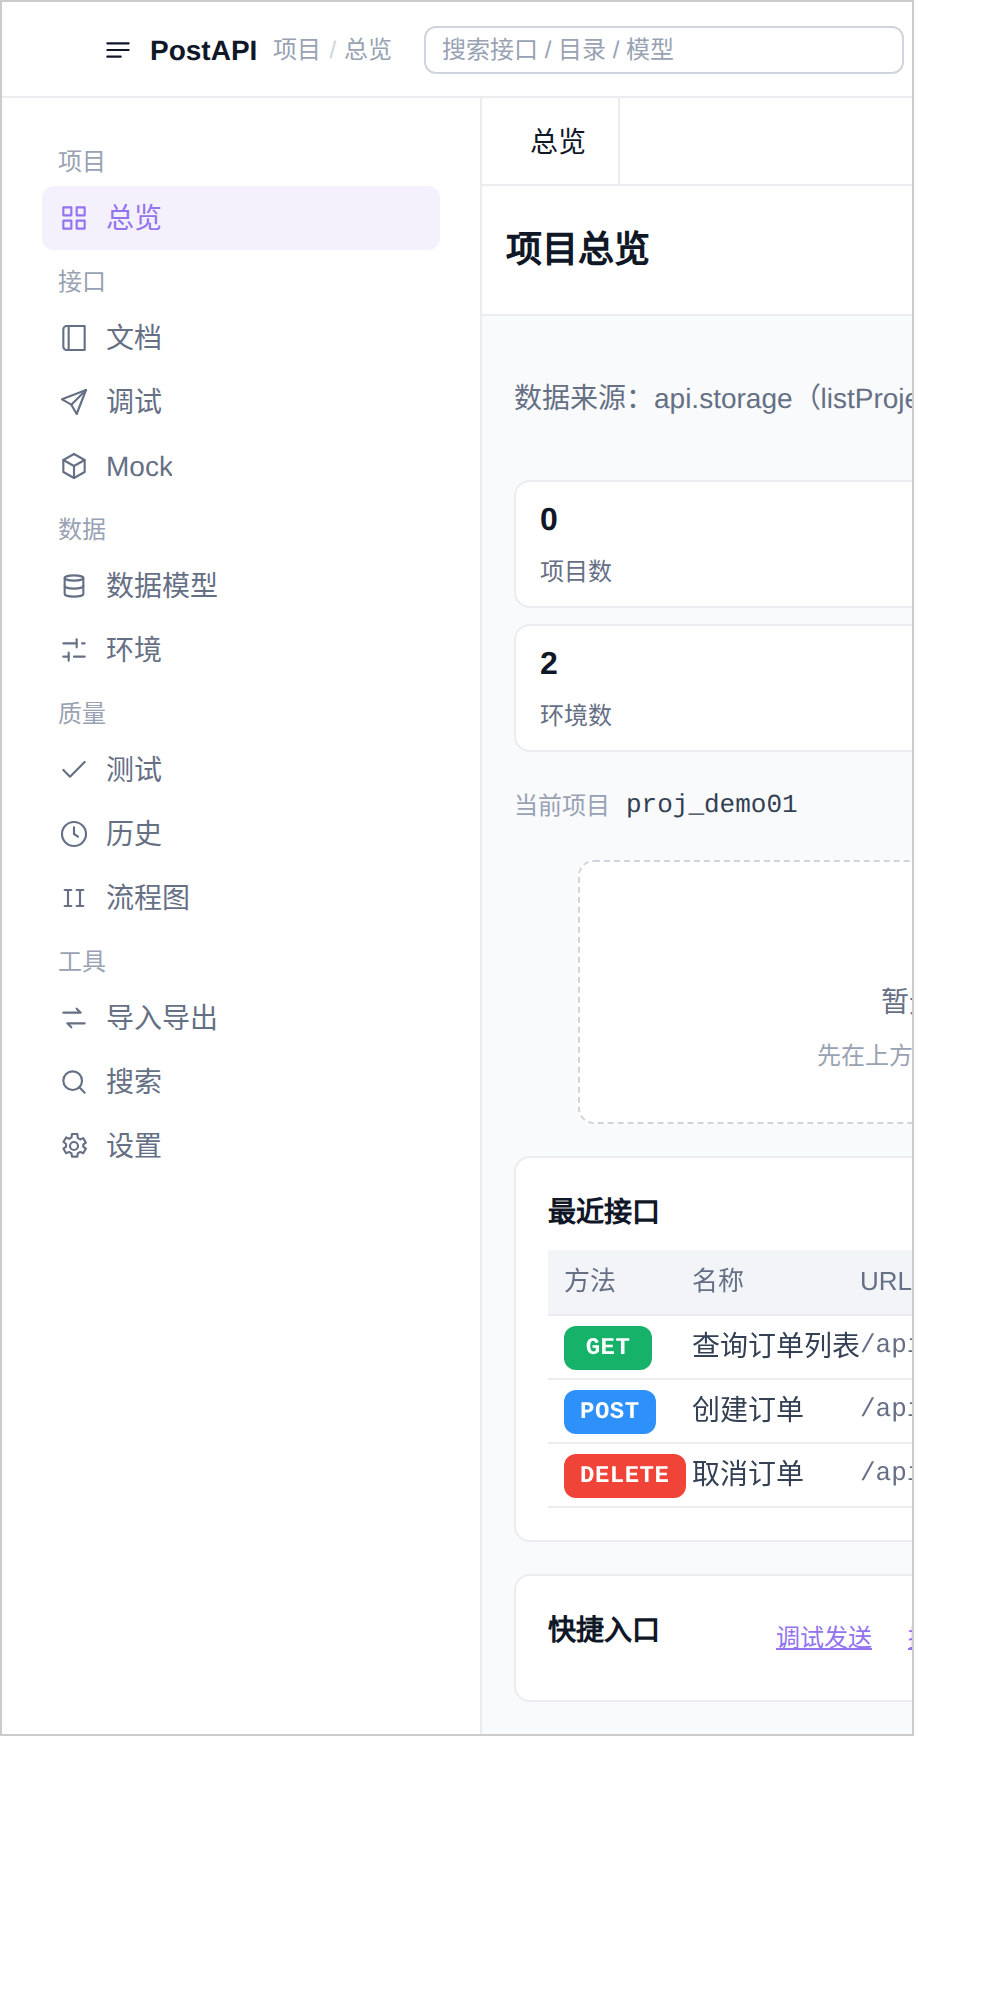 PostAPI 项目 / 总览 搜索接口 / 目录 / 模型
项目
总览
接口
文档
调试
Mock
数据
数据模型
环境
质量
测试
历史
流程图
工具
导入导出
搜索
设置
总览
项目总览
数据来源：api.storage（listProje
0
项目数
2
环境数
当前项目 proj_demo01
暂
先在上方
最近接口
方法 名称 URL
GET 查询订单列表 /api
POST 创建订单 /api
DELETE 取消订单 /api
快捷入口 调试发送